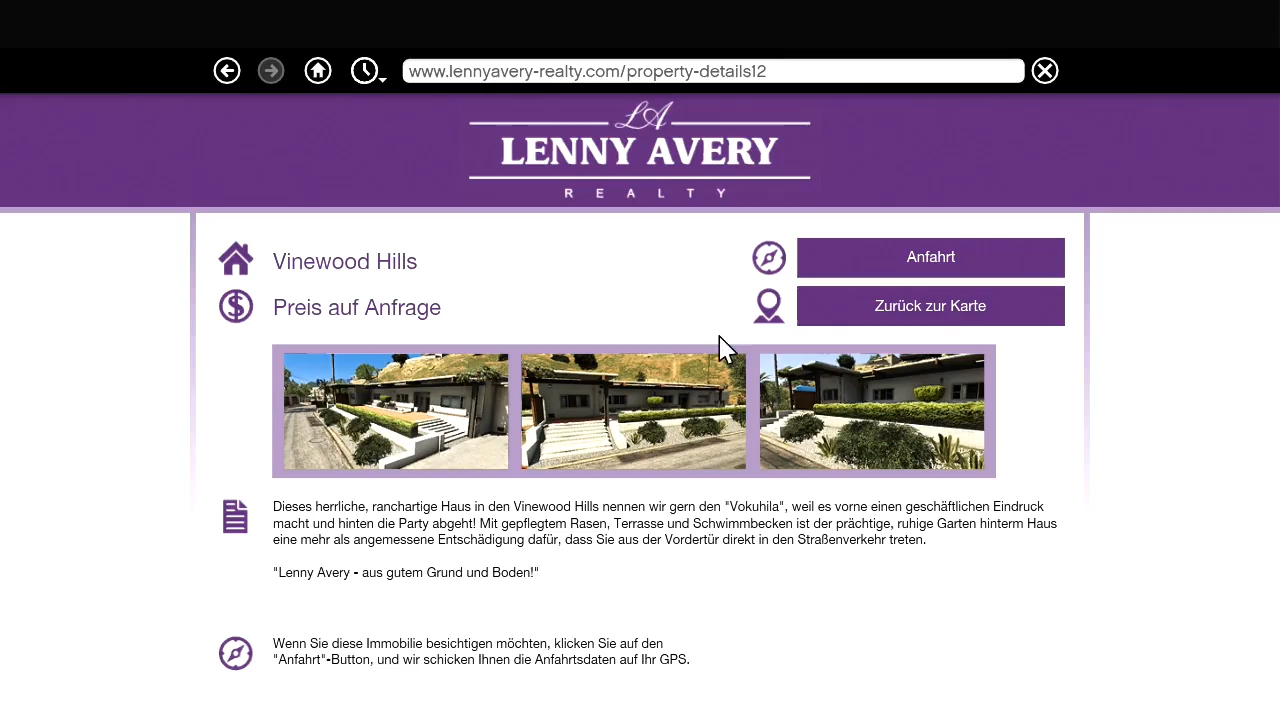 www.lennyavery-realty.com/property-details12
LA
LENNY AVERY
REALTY
Vinewood Hills
Anfahrt
Preis auf Anfrage
Zurück zur Karte
Dieses herrliche, ranchartige Haus in den Vinewood Hills nennen wir gern den "Vokuhila", weil es vorne einen geschäftlichen Eindruck
macht und hinten die Party abgeht! Mit gepflegtem Rasen, Terrasse und Schwimmbecken ist der prächtige, ruhige Garten hinterm Haus
eine mehr als angemessene Entschädigung dafür, dass Sie aus der Vordertür direkt in den Straßenverkehr treten.
"Lenny Avery - aus gutem Grund und Boden!"
Wenn Sie diese Immobilie besichtigen möchten, klicken Sie auf den
"Anfahrt"-Button, und wir schicken Ihnen die Anfahrtsdaten auf Ihr GPS.